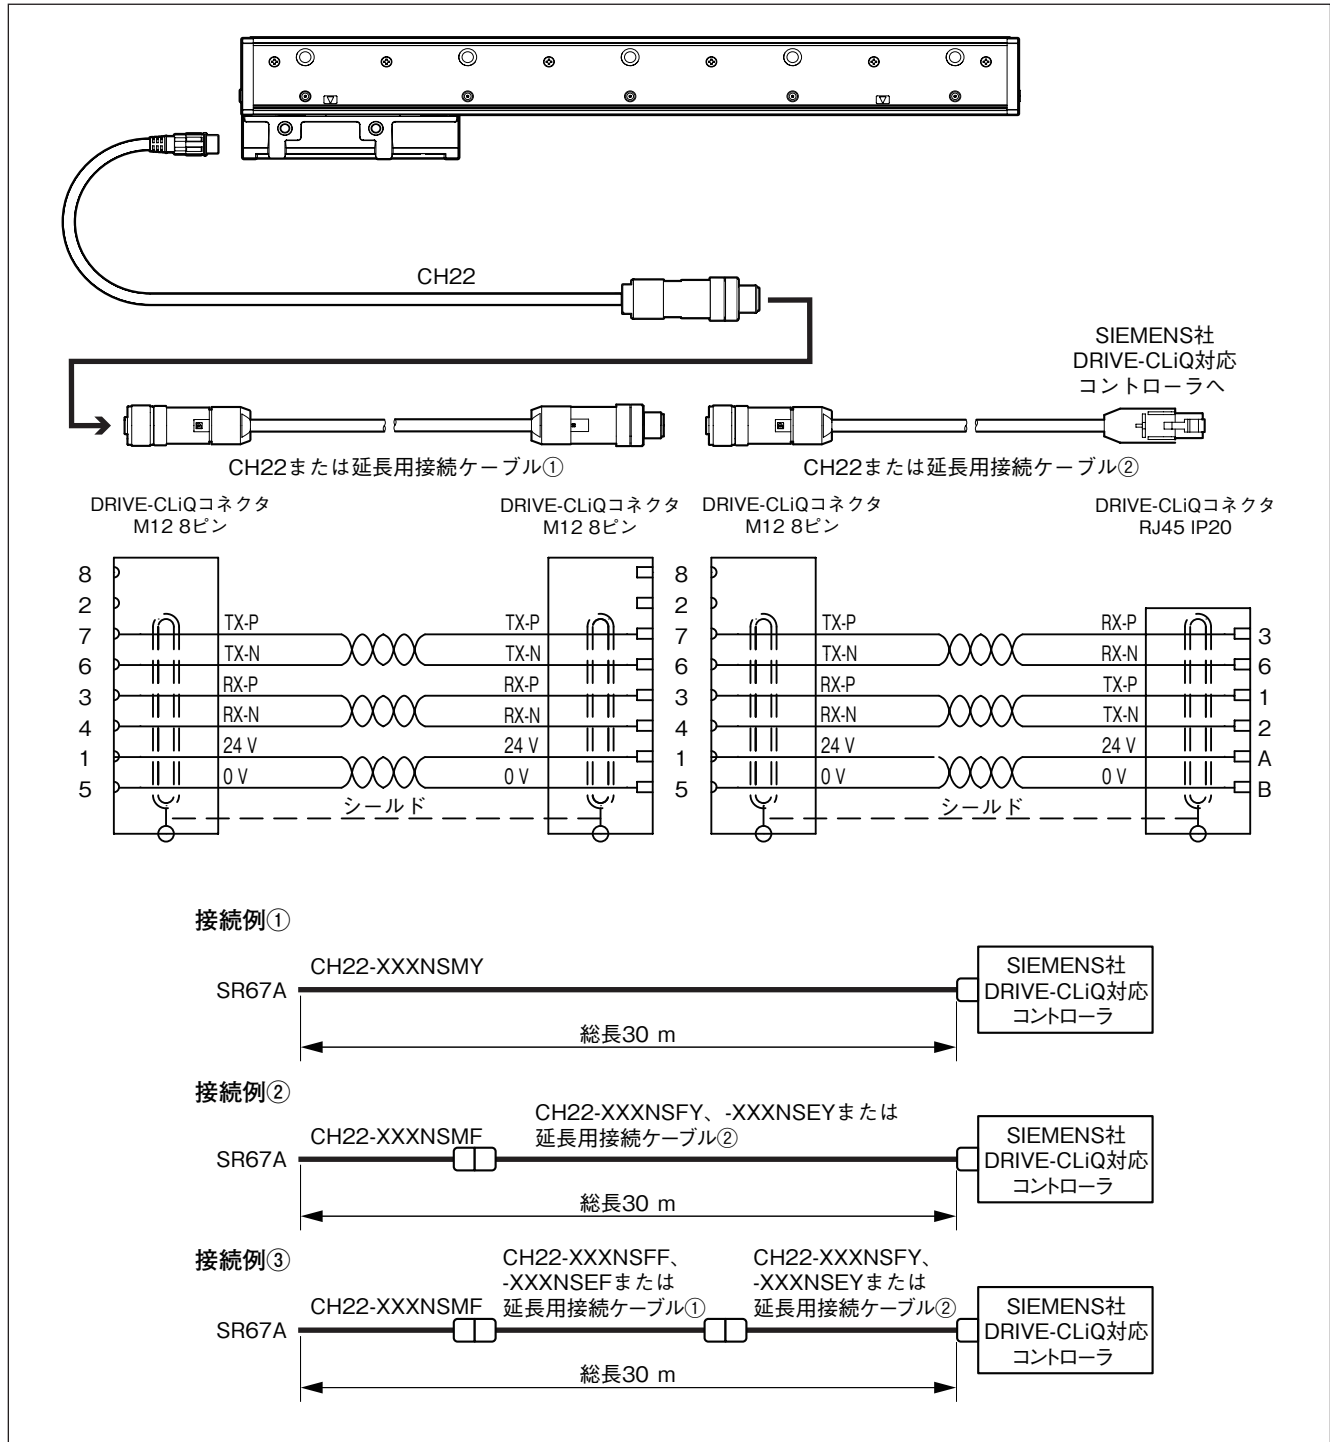 CH22
SIEMENS社
DRIVE-CLiQ対応
コントローラへ
CH22または延長用接続ケーブル①
CH22または延長用接続ケーブル②
DRIVE-CLiQコネクタ
M12 8ピン
DRIVE-CLiQコネクタ
M12 8ピン
DRIVE-CLiQコネクタ
M12 8ピン
DRIVE-CLiQコネクタ
RJ45 IP20
8
2
7
6
3
4
1
5
TX-P
TX-N
RX-P
RX-N
24 V
0 V
シールド
TX-P
TX-N
RX-P
RX-N
24 V
0 V
8
2
7
6
3
4
1
5
TX-P
TX-N
RX-P
RX-N
24 V
0 V
シールド
RX-P
RX-N
TX-P
TX-N
24 V
0 V
3
6
1
2
A
B
接続例①
CH22-XXXNSMY
SR67A
総長30 m
SIEMENS社
DRIVE-CLiQ対応
コントローラ
接続例②
CH22-XXXNSMF
CH22-XXXNSFY、-XXXNSEYまたは
延長用接続ケーブル②
SR67A
総長30 m
SIEMENS社
DRIVE-CLiQ対応
コントローラ
接続例③
CH22-XXXNSMF
CH22-XXXNSFF、
-XXXNSEFまたは
延長用接続ケーブル①
CH22-XXXNSFY、
-XXXNSEYまたは
延長用接続ケーブル②
SR67A
総長30 m
SIEMENS社
DRIVE-CLiQ対応
コントローラ